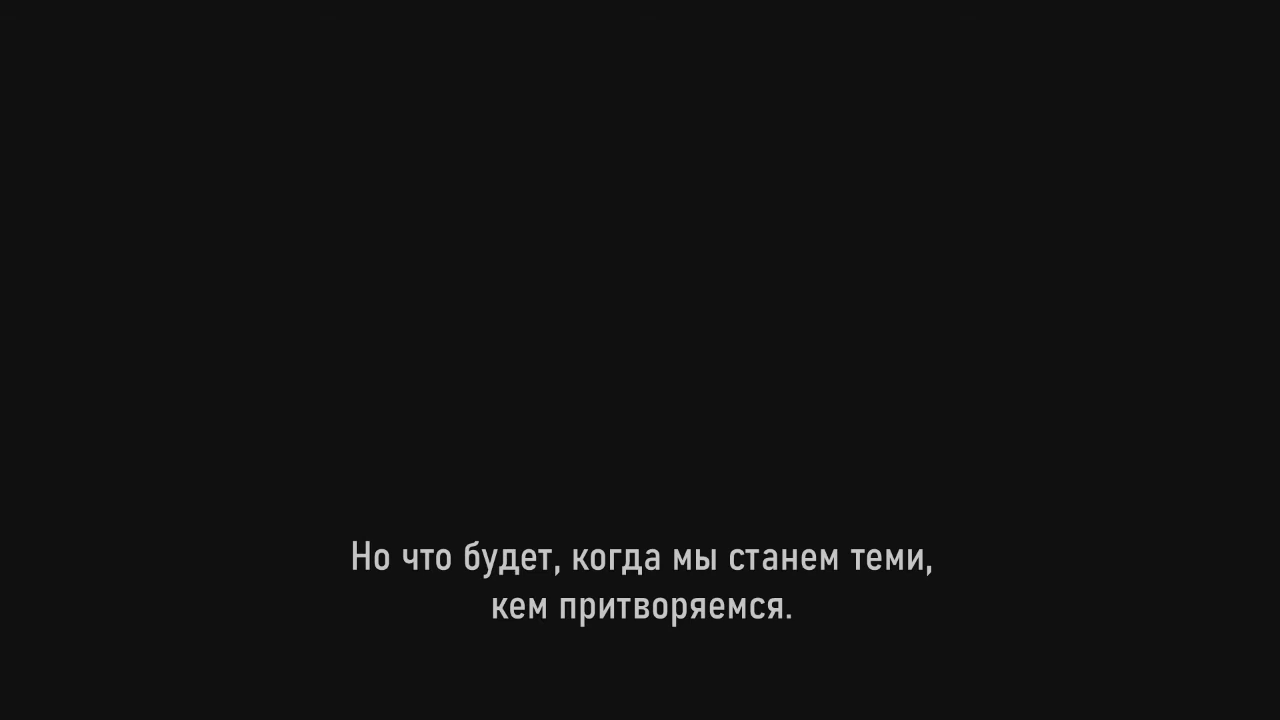 Но что будет, когда мы станем теми,
кем притворяемся.